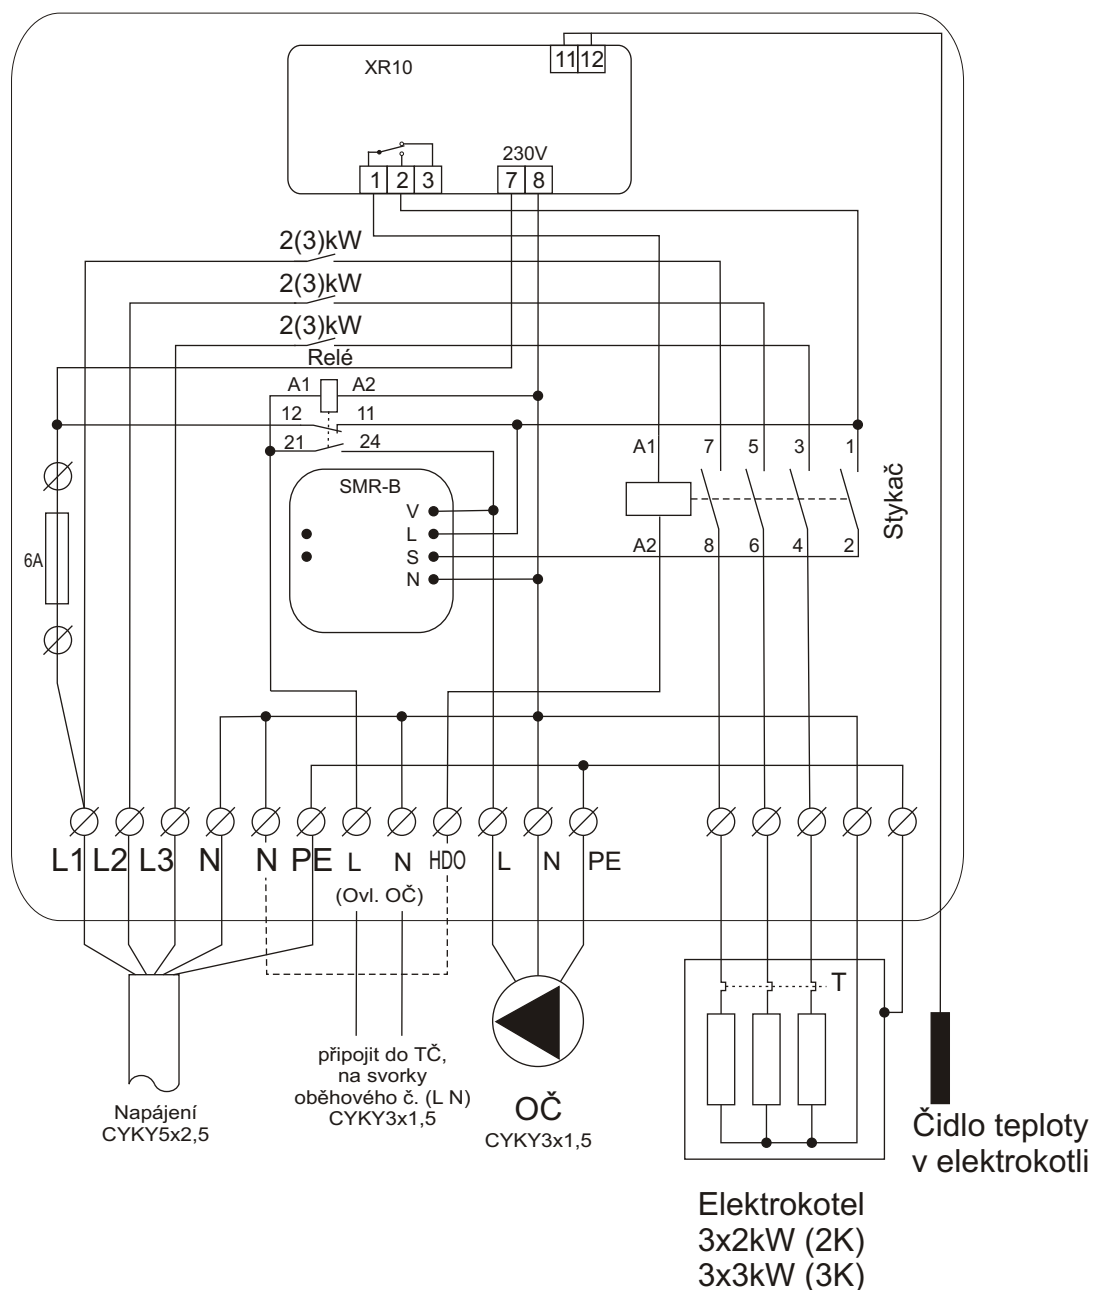 11 12
XR10
230V
1 2 3 7 8
2(3)kW
2(3)kW
2(3)kW
Relé
A1 A2
12 11
21 24
A1 7 5 3 1
SMR-B
V
L
S
N
Stykač
A2 8 6 4 2
6A
L1 L2 L3 N N PE L N HDO L N PE
(Ovl. OČ)
T
připojit do TČ,
na svorky
oběhového č. (L N)
CYKY3x1,5
Napájení
CYKY5x2,5
OČ
CYKY3x1,5
Čidlo teploty
v elektrokotli
Elektrokotel
3x2kW (2K)
3x3kW (3K)